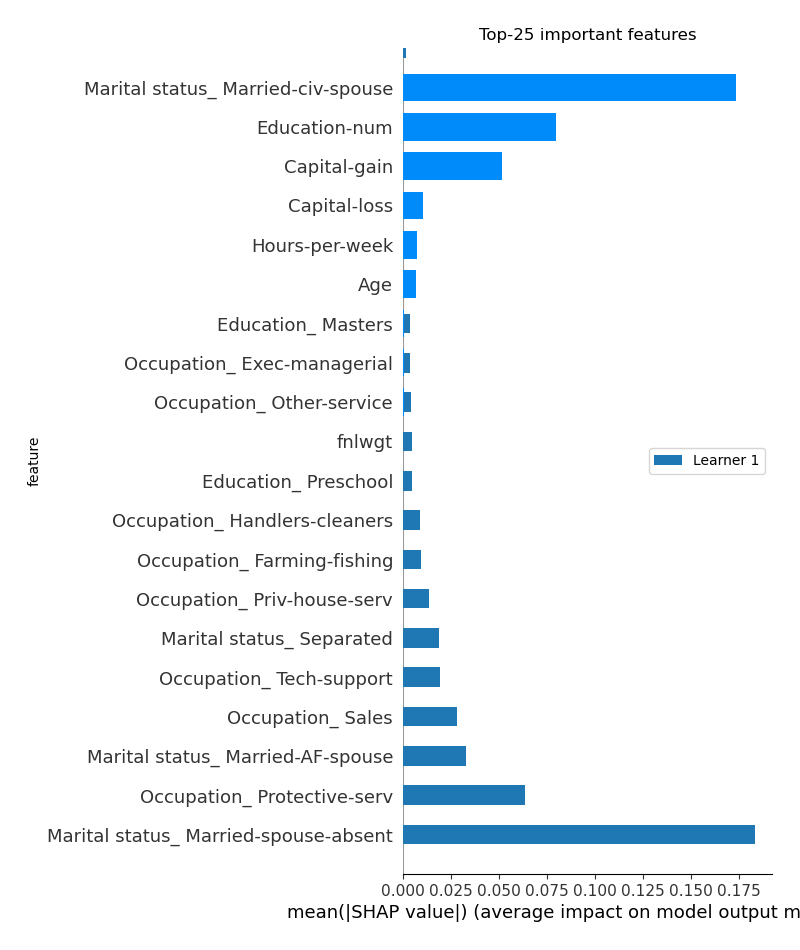 Top-25 important features
Marital status_ Married-civ-spouse
Education-num
Capital-gain
Capital-loss
Hours-per-week
Age
Education_ Masters
Occupation_ Exec-managerial
Occupation_ Other-service
fnlwgt
Education_ Preschool
Occupation_ Handlers-cleaners
Occupation_ Farming-fishing
Occupation_ Priv-house-serv
Marital status_ Separated
Occupation_ Tech-support
Occupation_ Sales
Marital status_ Married-AF-spouse
Occupation_ Protective-serv
Marital status_ Married-spouse-absent
feature
Learner 1
0.000 0.025 0.050 0.075 0.100 0.125 0.150 0.175
mean(|SHAP value|) (average impact on model output m